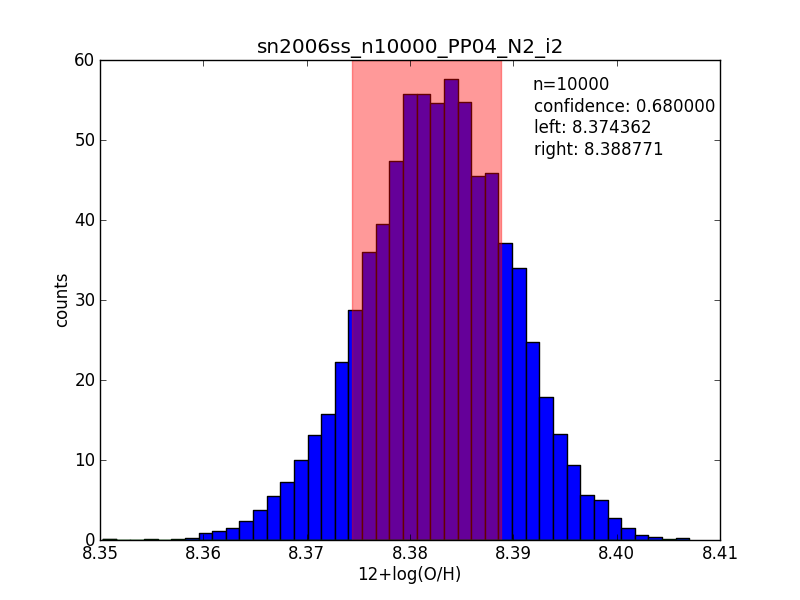 sn2006ss_n10000_PP04_N2_i2
60
n=10000
confidence: 0.680000
left: 8.374362
right: 8.388771
50
40
30
20
10
0
counts
8.35 8.36 8.37 8.38 8.39 8.40 8.41
12+log(O/H)